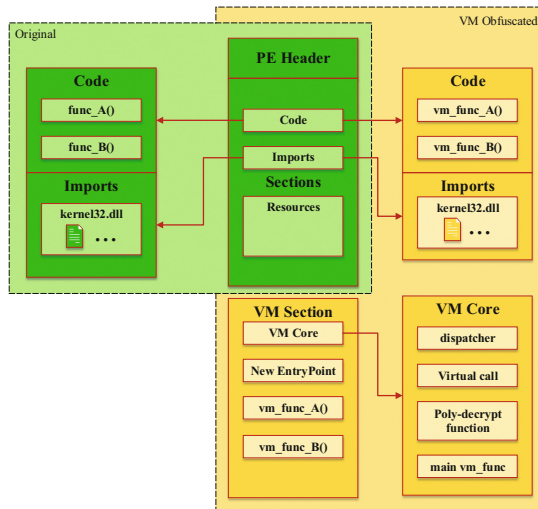 Original
VM Obfuscated
Code
func_A()
func_B()
Imports
kernel32.dll
...
PE Header
Code
Imports
Sections
Resources
Code
vm_func_A()
vm_func_B()
Imports
kernel32.dll
...
VM Section
VM Core
New EntryPoint
vm_func_A()
vm_func_B()
VM Core
dispatcher
Virtual call
Poly-decrypt
function
main vm_func